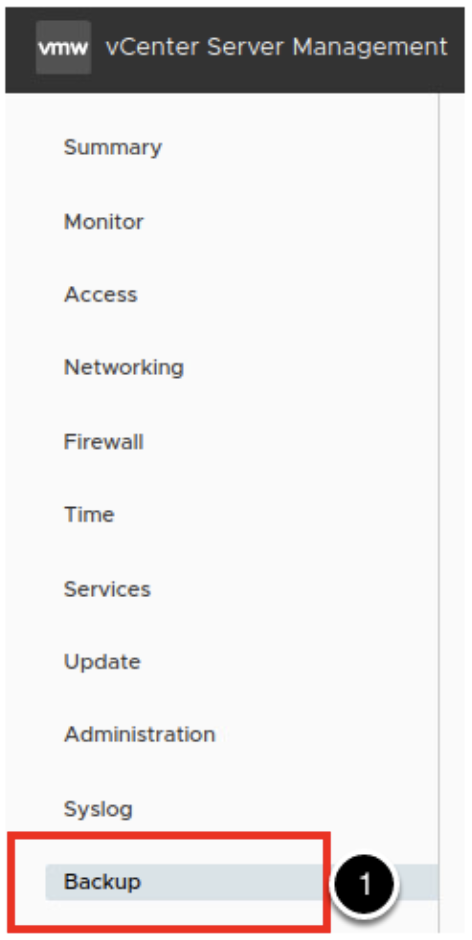 vmw vCenter Server Management
Summary
Monitor
Access
Networking
Firewall
Time
Services
Update
Administration
Syslog
Backup 1